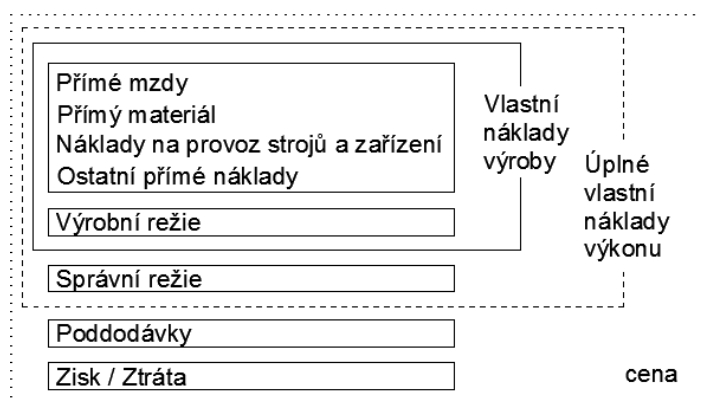 Přímé mzdy
Přímý materiál
Náklady na provoz strojů a zařízení
Ostatní přímé náklady
Výrobní režie
Vlastní
náklady
výroby
Správní režie
Úplné
vlastní
náklady
výkonu
Poddodávky
Zisk / Ztráta
cena